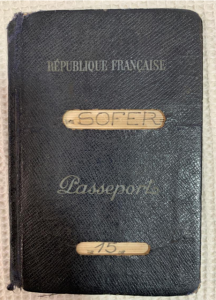 RÉPUBLIQUE FRANÇAISE
SOFER
Passeport
15